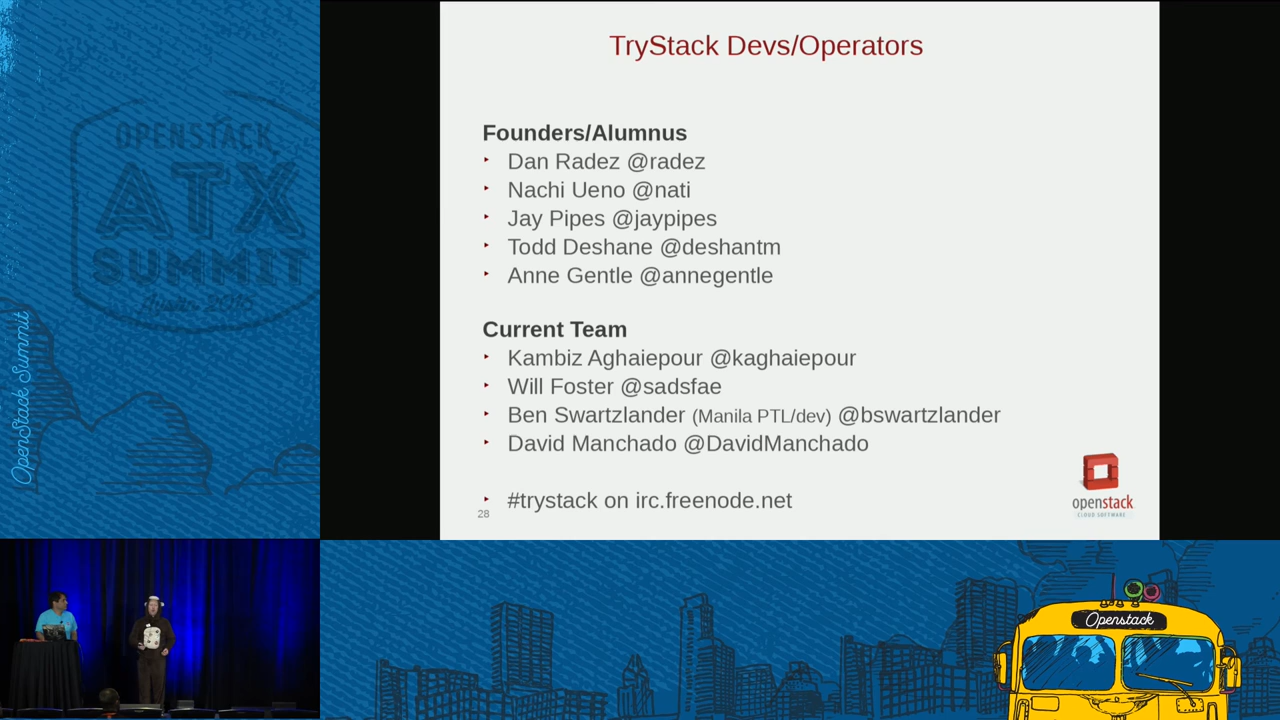 TryStack Devs/Operators
Founders/Alumnus
Dan Radez @radez
Nachi Ueno @nati
Jay Pipes @jaypipes
Todd Deshane @deshantm
Anne Gentle @annegentle
Current Team
Kambiz Aghaiepour @kaghaiepour
Will Foster @sadsfae
Ben Swartzlander (Manila PTL/dev) @bswartzlander
David Manchado @DavidManchado
#trystack on irc.freenode.net
28
openstack
CLOUD SOFTWARE
OPENSTACK
ATX
SUMMIT
Austin 2016
OpenStack Summit
Openstack